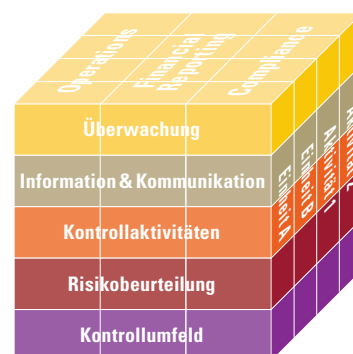 Operations
Financial
Reporting
Compliance
Überwachung
Information & Kommunikation
Kontrollaktivitäten
Risikobeurteilung
Kontrollumfeld
Einheit A
Einheit B
Aktivität 1